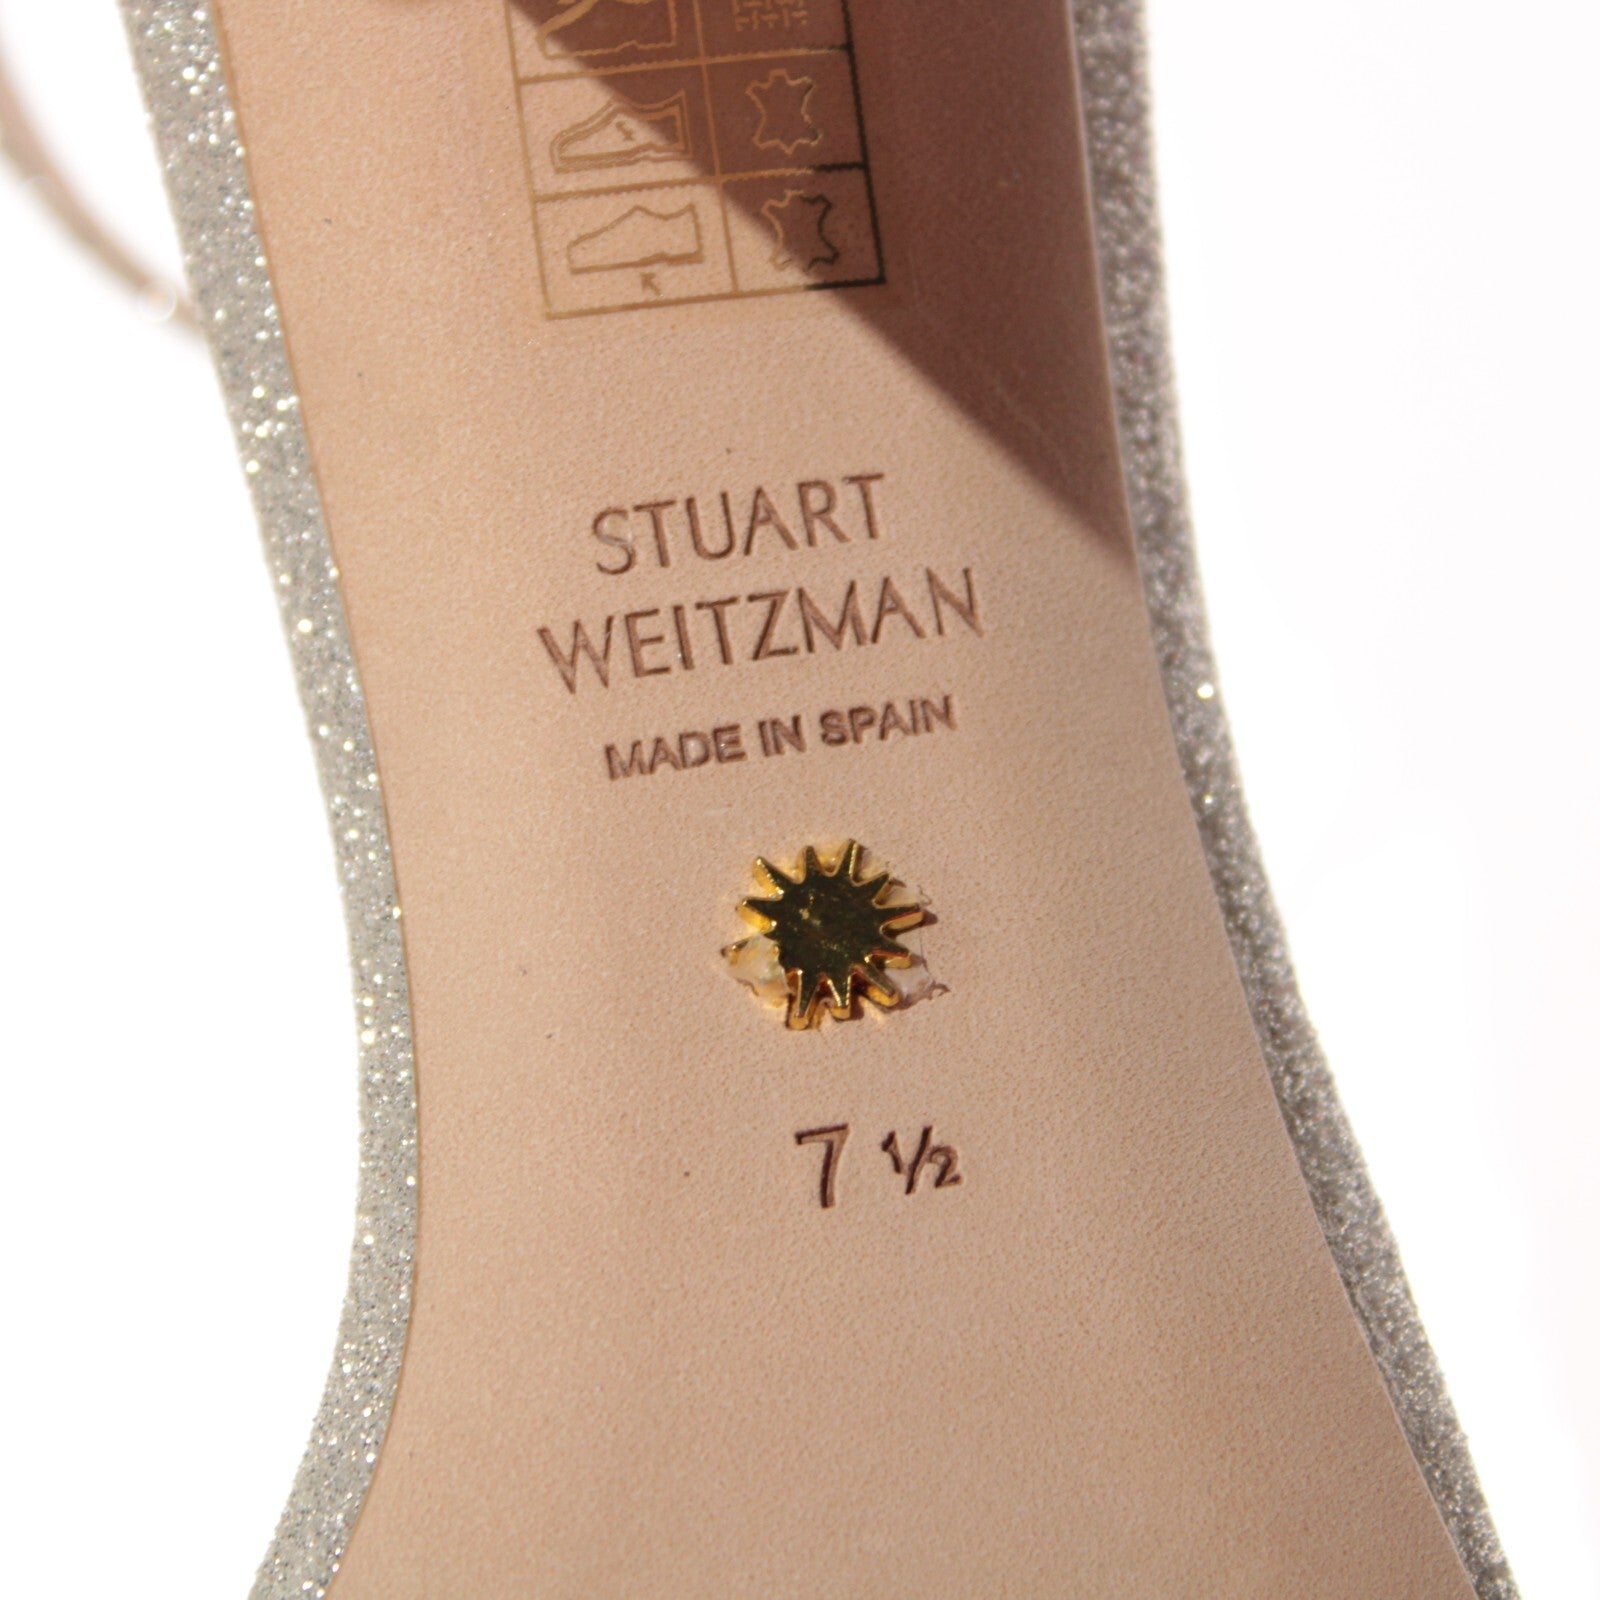 STUART
WEITZMAN
MADE IN SPAIN
7 ½